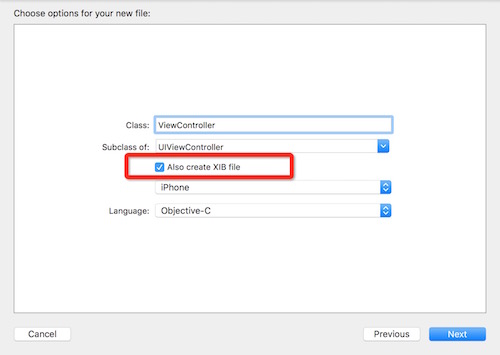 Choose options for your new file:
Class: ViewController
Subclass of: UIViewController
Also create XIB file
iPhone
Language: Objective-C
Cancel Previous Next